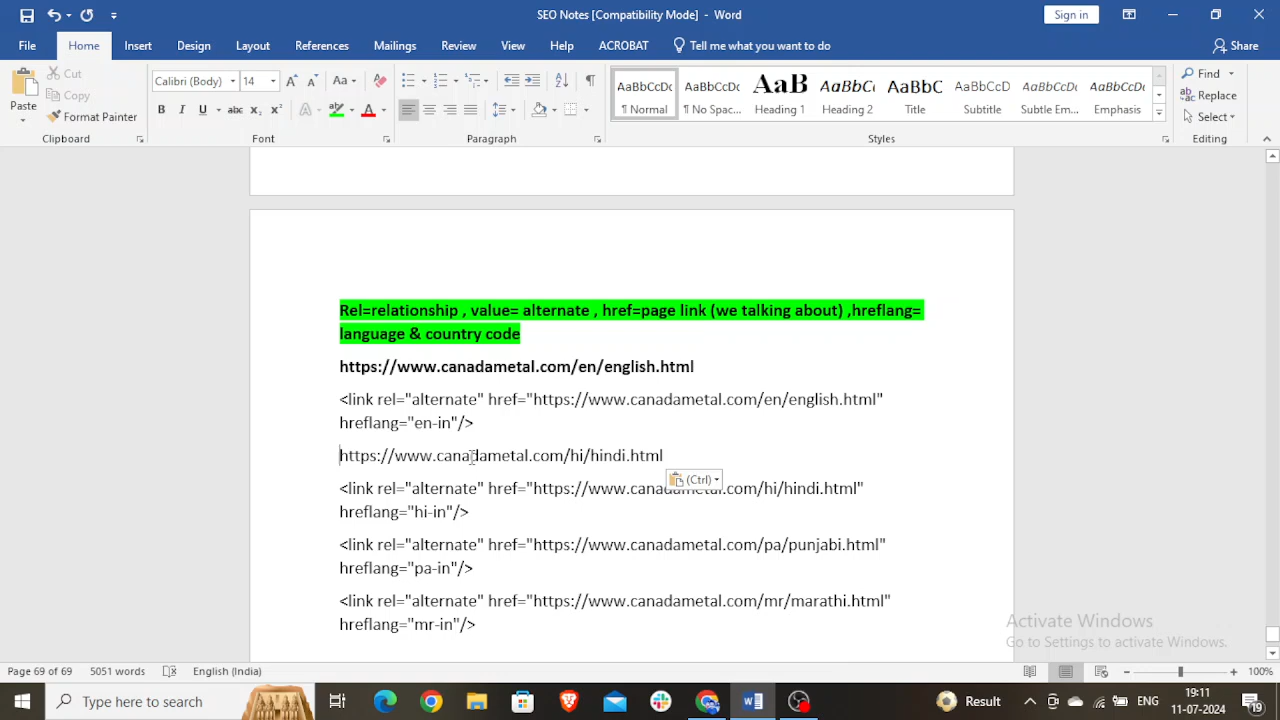 SEO Notes [Compatibility Mode] - Word
Sign in
File Home Insert Design Layout References Mailings Review View Help ACROBAT Tell me what you want to do Share
Paste
Cut
Copy
Format Painter
Clipboard
Calibri (Body) 14
Font
Paragraph
AaBbCcDc AaBbCcDc AaB AaBbCc AaBbC AaBbCcD AaBbCcDc AaBbCcDc
¶ Normal ¶ No Spac... Heading 1 Heading 2 Title Subtitle Subtle Em... Emphasis
Styles
Find
Replace
Select
Editing
Rel=relationship , value= alternate , href=page link (we talking about) ,hreflang=
language & country code
https://www.canadametal.com/en/english.html
<link rel="alternate" href="https://www.canadametal.com/en/english.html"
hreflang="en-in"/>
https://www.canadametal.com/hi/hindi.html
(Ctrl)
<link rel="alternate" href="https://www.canadametal.com/hi/hindi.html"
hreflang="hi-in"/>
<link rel="alternate" href="https://www.canadametal.com/pa/punjabi.html"
hreflang="pa-in"/>
<link rel="alternate" href="https://www.canadametal.com/mr/marathi.html"
hreflang="mr-in"/>
Activate Windows
Go to Settings to activate Windows.
Page 69 of 69 5051 words English (India) 100%
Type here to search
Result
ENG
19:11
11-07-2024
19